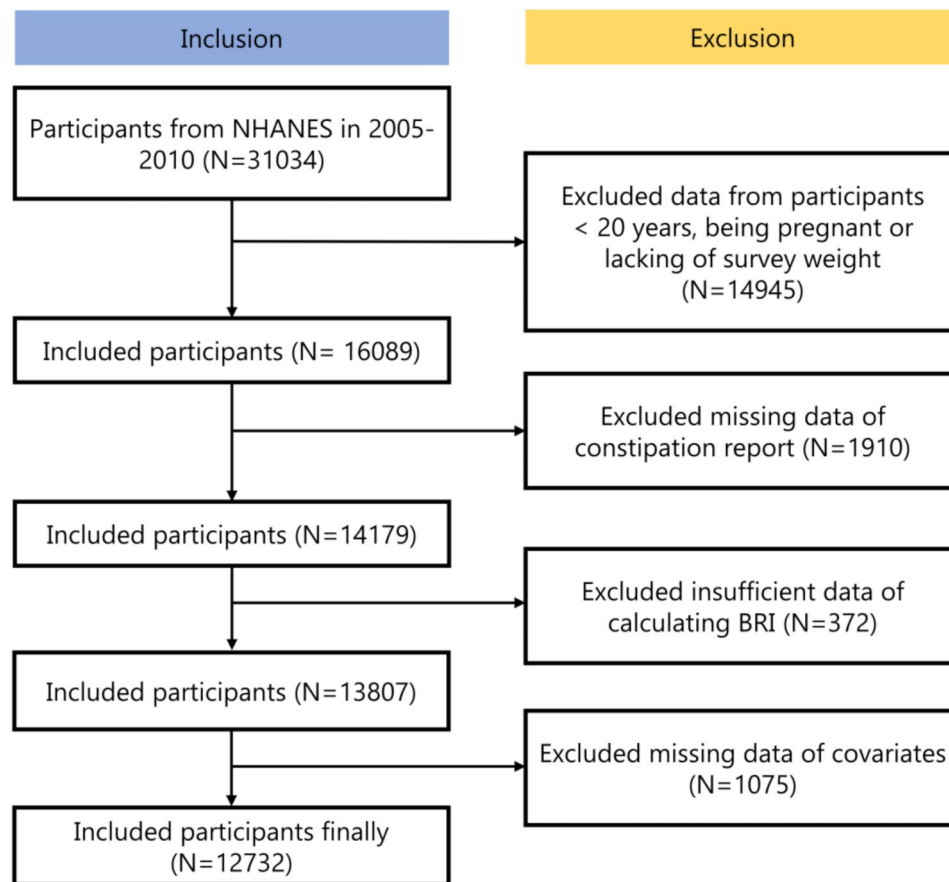 Inclusion
Exclusion
Participants from NHANES in 2005-
2010 (N=31034)
Excluded data from participants
< 20 years, being pregnant or
lacking of survey weight
(N=14945)
Included participants (N= 16089)
Excluded missing data of
constipation report (N=1910)
Included participants (N=14179)
Excluded insufficient data of
calculating BRI (N=372)
Included participants (N=13807)
Excluded missing data of covariates
(N=1075)
Included participants finally
(N=12732)